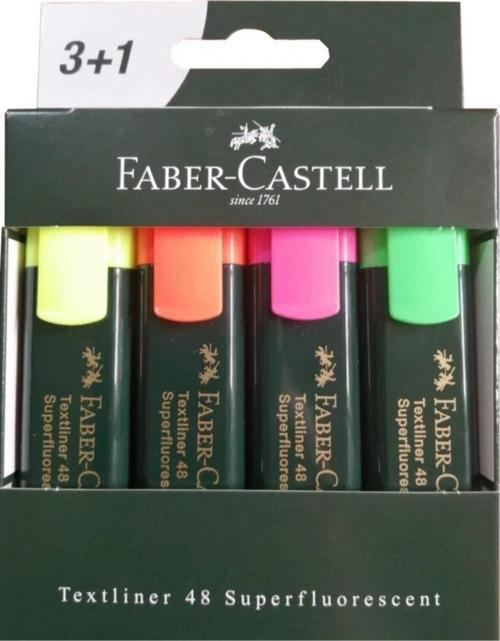 3+1
FABER-CASTELL
since 1761
FABER-C
Textliner 48
Superfluores
FABER-C
Textliner 48
Superfluores
FABER-C
Textliner 48
Superfluores
FABER-C
Textliner 48
Superfluores
Textliner 48 Superfluorescent